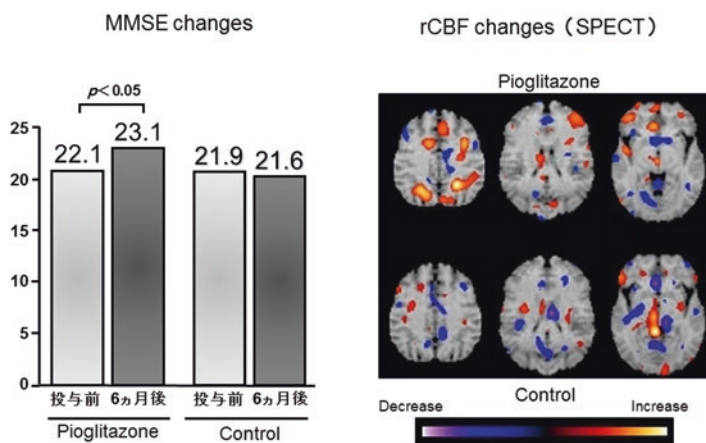 MMSE changes
p<0.05
25
20
15
10
5
0
22.1
23.1
21.9
21.6
投与前
6ヵ月後
投与前
6ヵ月後
Pioglitazone
Control
rCBF changes（SPECT）
Pioglitazone
Control
Decrease
Increase